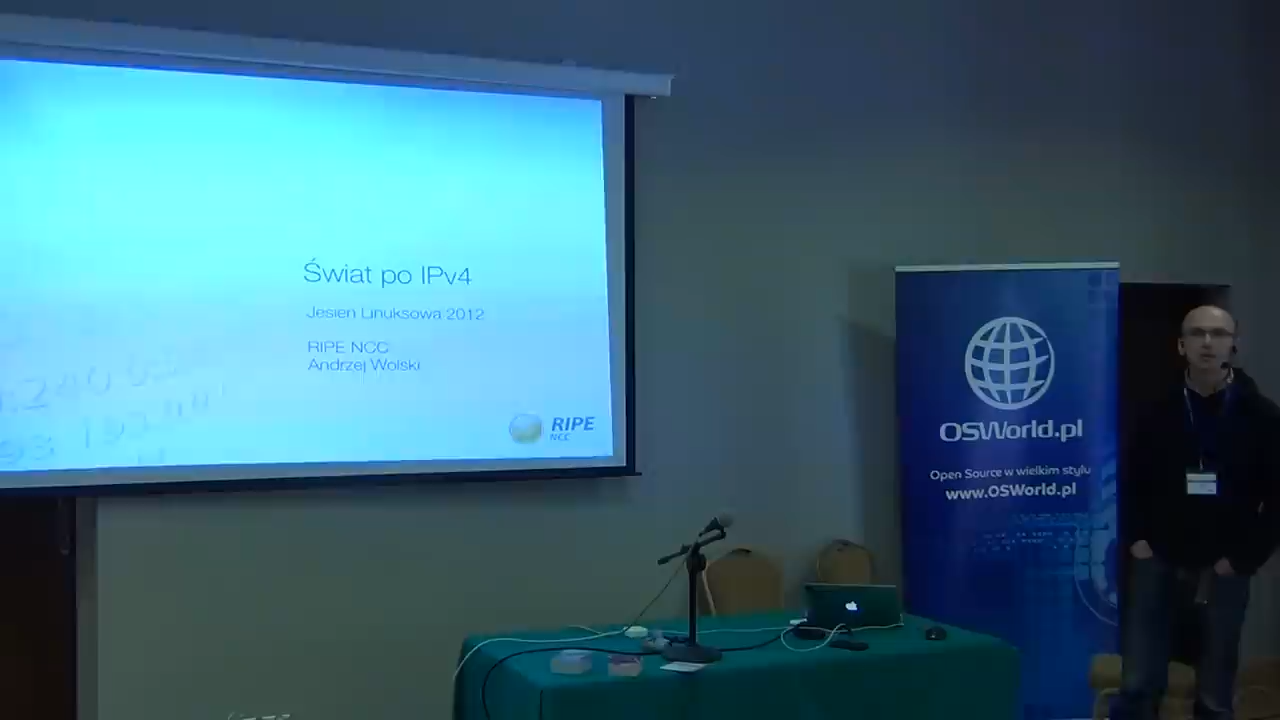 Świat po IPv4
Jesień Linuksowa 2012
RIPE NCC
Andrzej Wolski
RIPE
NCC
OSWorld.pl
Open Source w wielkim stylu
www.OSWorld.pl